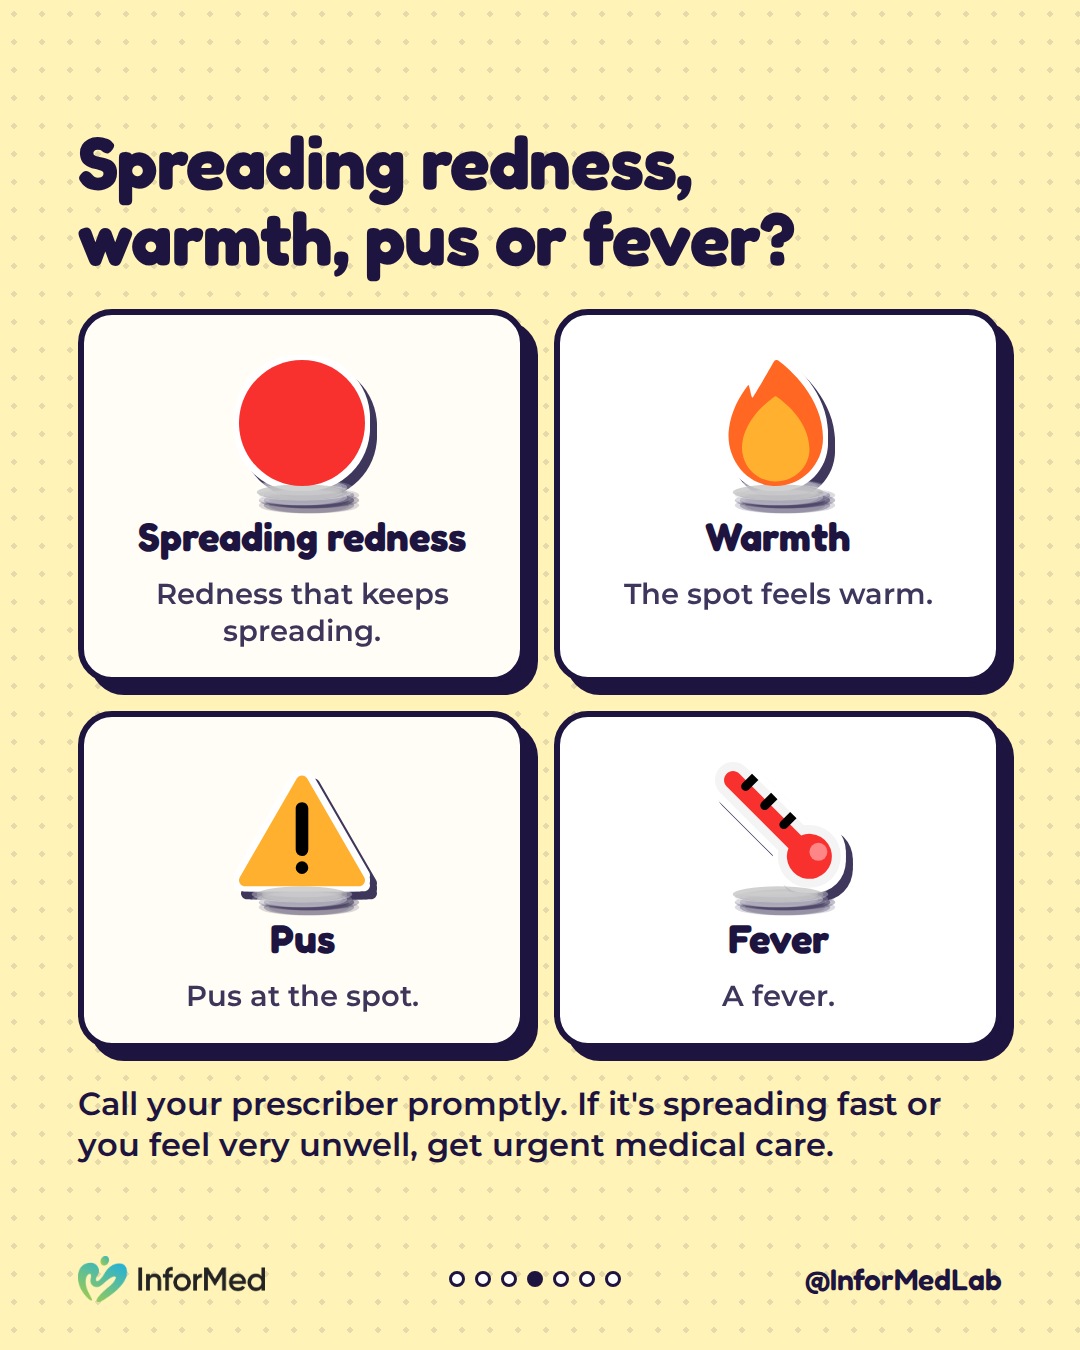 Spreading redness,
warmth, pus or fever?
Spreading redness
Redness that keeps
spreading.
Warmth
The spot feels warm.
Pus
Pus at the spot.
Fever
A fever.
Call your prescriber promptly. If it's spreading fast or
you feel very unwell, get urgent medical care.
InforMed
@InforMedLab